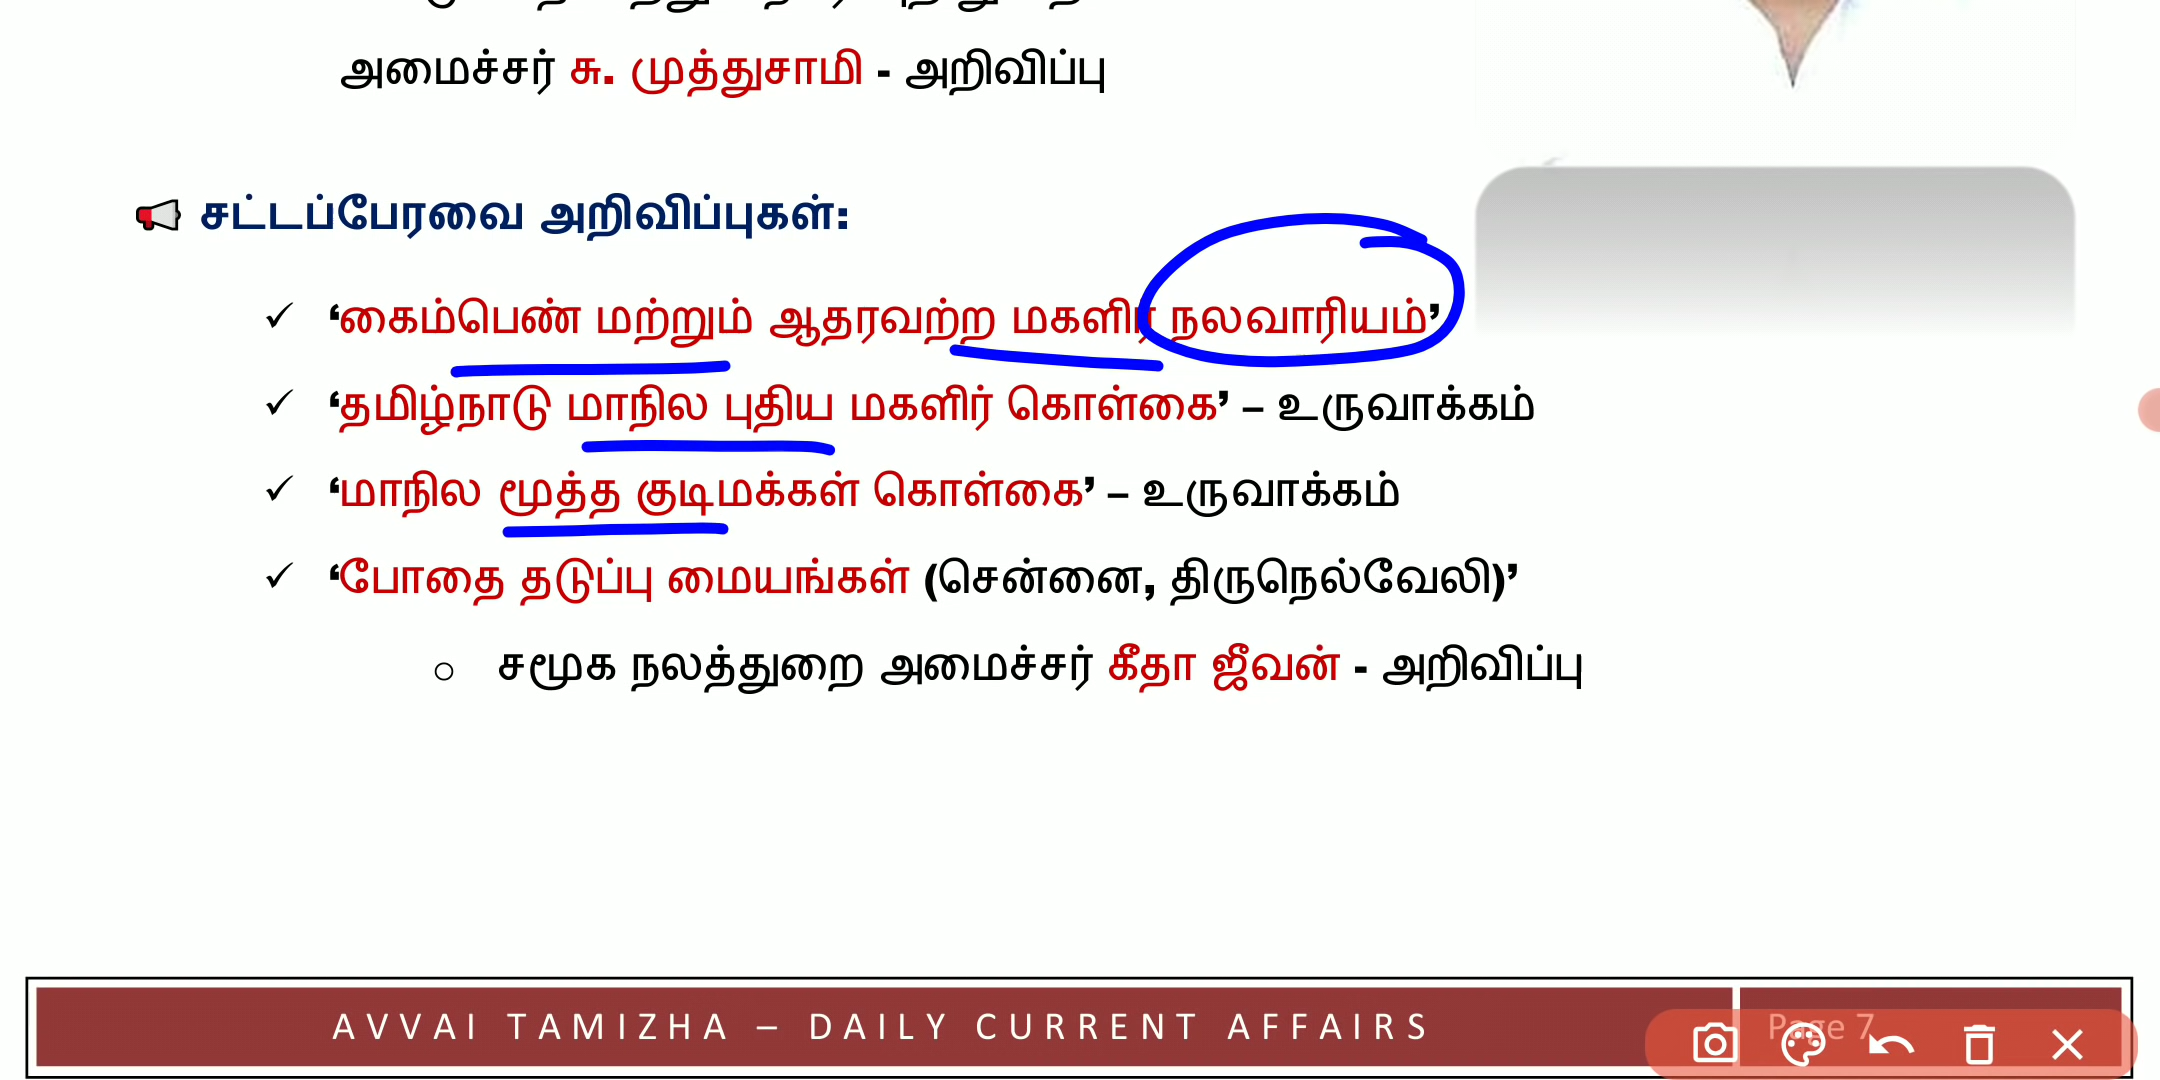 அமைச்சர் சு. முத்துசாமி - அறிவிப்பு
சட்டப்பேரவை அறிவிப்புகள்:
✓ ‘கைம்பெண் மற்றும் ஆதரவற்ற மகளிர் நலவாரியம்’
✓ ‘தமிழ்நாடு மாநில புதிய மகளிர் கொள்கை’ – உருவாக்கம்
✓ ‘மாநில மூத்த குடிமக்கள் கொள்கை’ – உருவாக்கம்
✓ ‘போதை தடுப்பு மையங்கள் (சென்னை, திருநெல்வேலி)’
○ சமூக நலத்துறை அமைச்சர் கீதா ஜீவன் - அறிவிப்பு
AVVAI TAMIZHA – DAILY CURRENT AFFAIRS Page 7